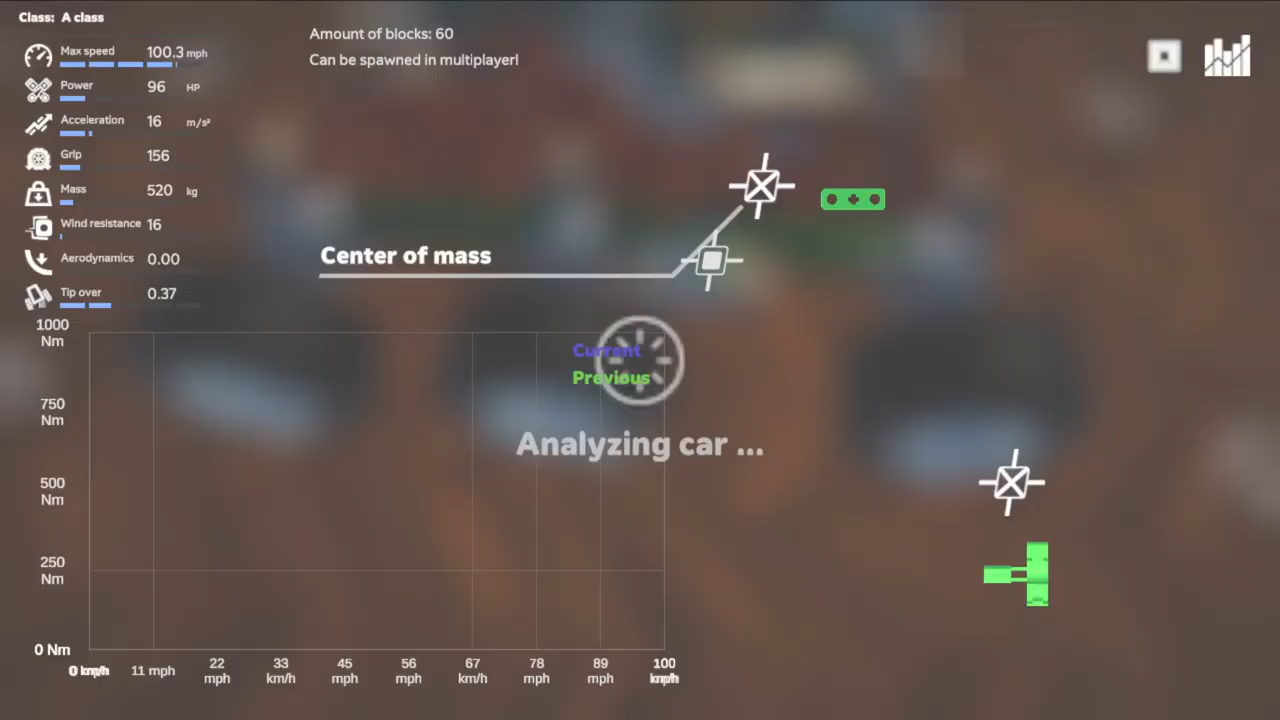 Class: A class
Max speed 100.3 mph
Power 96 HP
Acceleration 16 m/s²
Grip 156
Mass 520 kg
Wind resistance 16
Aerodynamics 0.00
Tip over 0.37
Amount of blocks: 60
Can be spawned in multiplayer!
Center of mass
Current
Previous
Analyzing car ...
1000
Nm
750
Nm
500
Nm
250
Nm
0 Nm
11 mph
22
mph
33
km/h
45
mph
56
mph
67
km/h
78
mph
89
mph
100